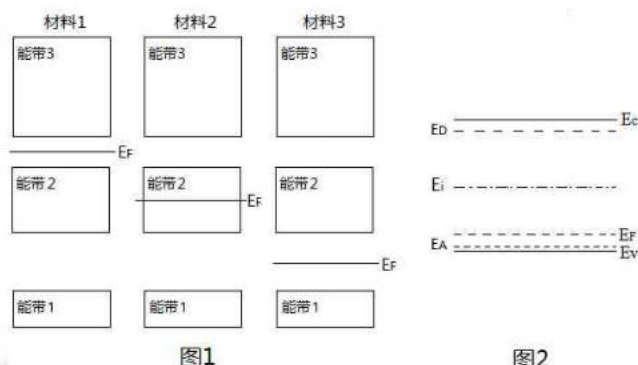 材料1 材料2 材料3
能带3 能带3 能带3
EF
能带2 能带2 能带2
EF
EF
能带1 能带1 能带1
图1
Ec
ED
Ei
EF
EA
Ev
图2